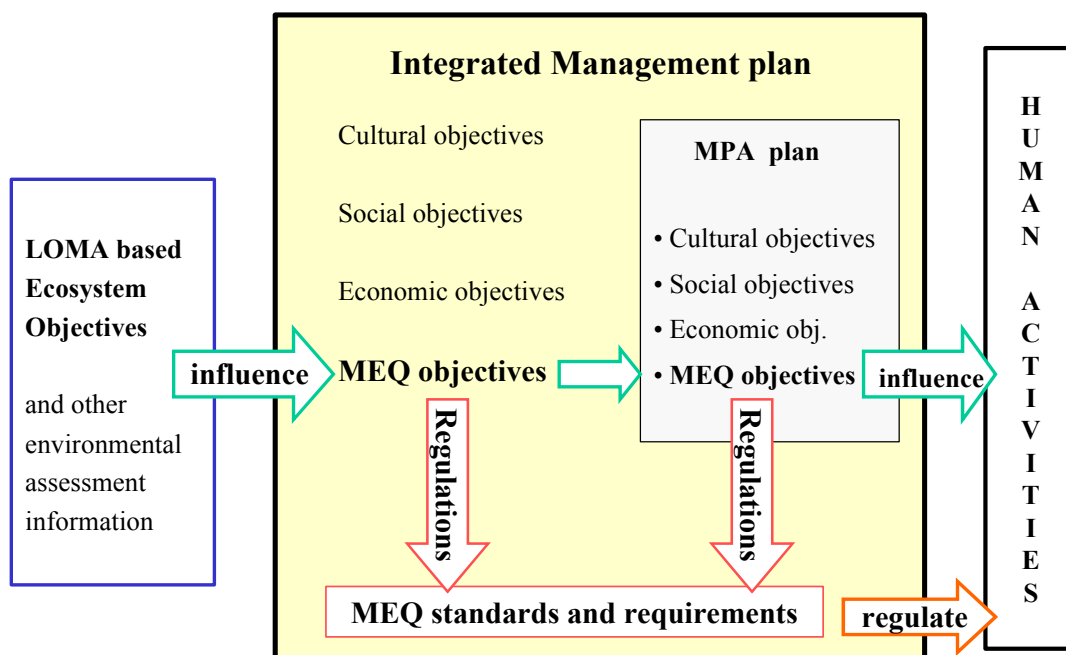 Integrated Management plan
LOMA based
Ecosystem
Objectives
and other
environmental
assessment
information
influence
Cultural objectives
Social objectives
Economic objectives
MEQ objectives
MPA plan
• Cultural objectives
• Social objectives
• Economic obj.
• MEQ objectives
influence
Regulations
Regulations
MEQ standards and requirements
regulate
HUMAN ACTIVITIES